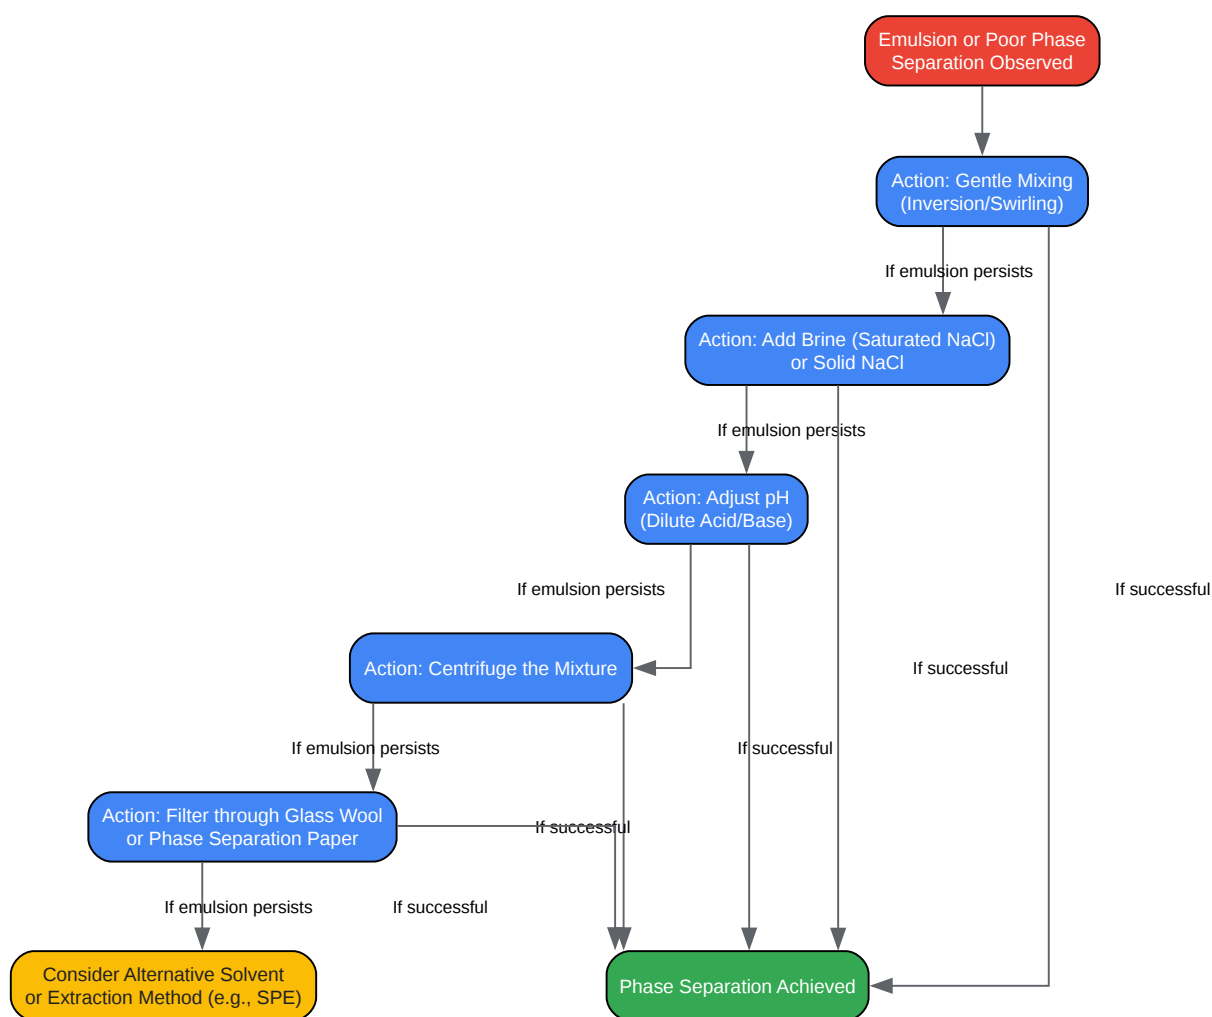 Emulsion or Poor Phase
Separation Observed
Action: Gentle Mixing
(Inversion/Swirling)
If emulsion persists
Action: Add Brine (Saturated NaCl)
or Solid NaCl
If emulsion persists
Action: Adjust pH
(Dilute Acid/Base)
If emulsion persists
If successful
Action: Centrifuge the Mixture
If successful
If emulsion persists
If successful
Action: Filter through Glass Wool
or Phase Separation Paper
If successful
If emulsion persists
If successful
Consider Alternative Solvent
or Extraction Method (e.g., SPE)
Phase Separation Achieved